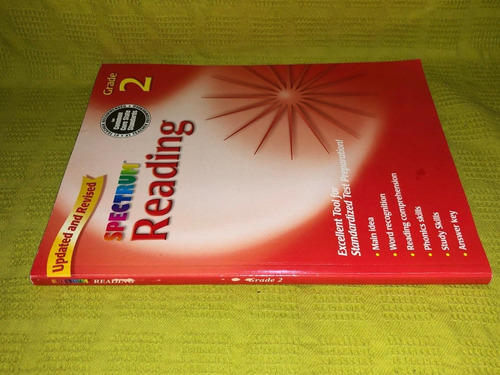 Updated and Revised
Grade 2
SPECTRUM
Reading
Excellent Tool for
Standardized Test Preparation!
• Main idea
• Word recognition
• Reading comprehension
• Phonics skills
• Study Skills
• Answer key
SPECTRUM READING Grade 2